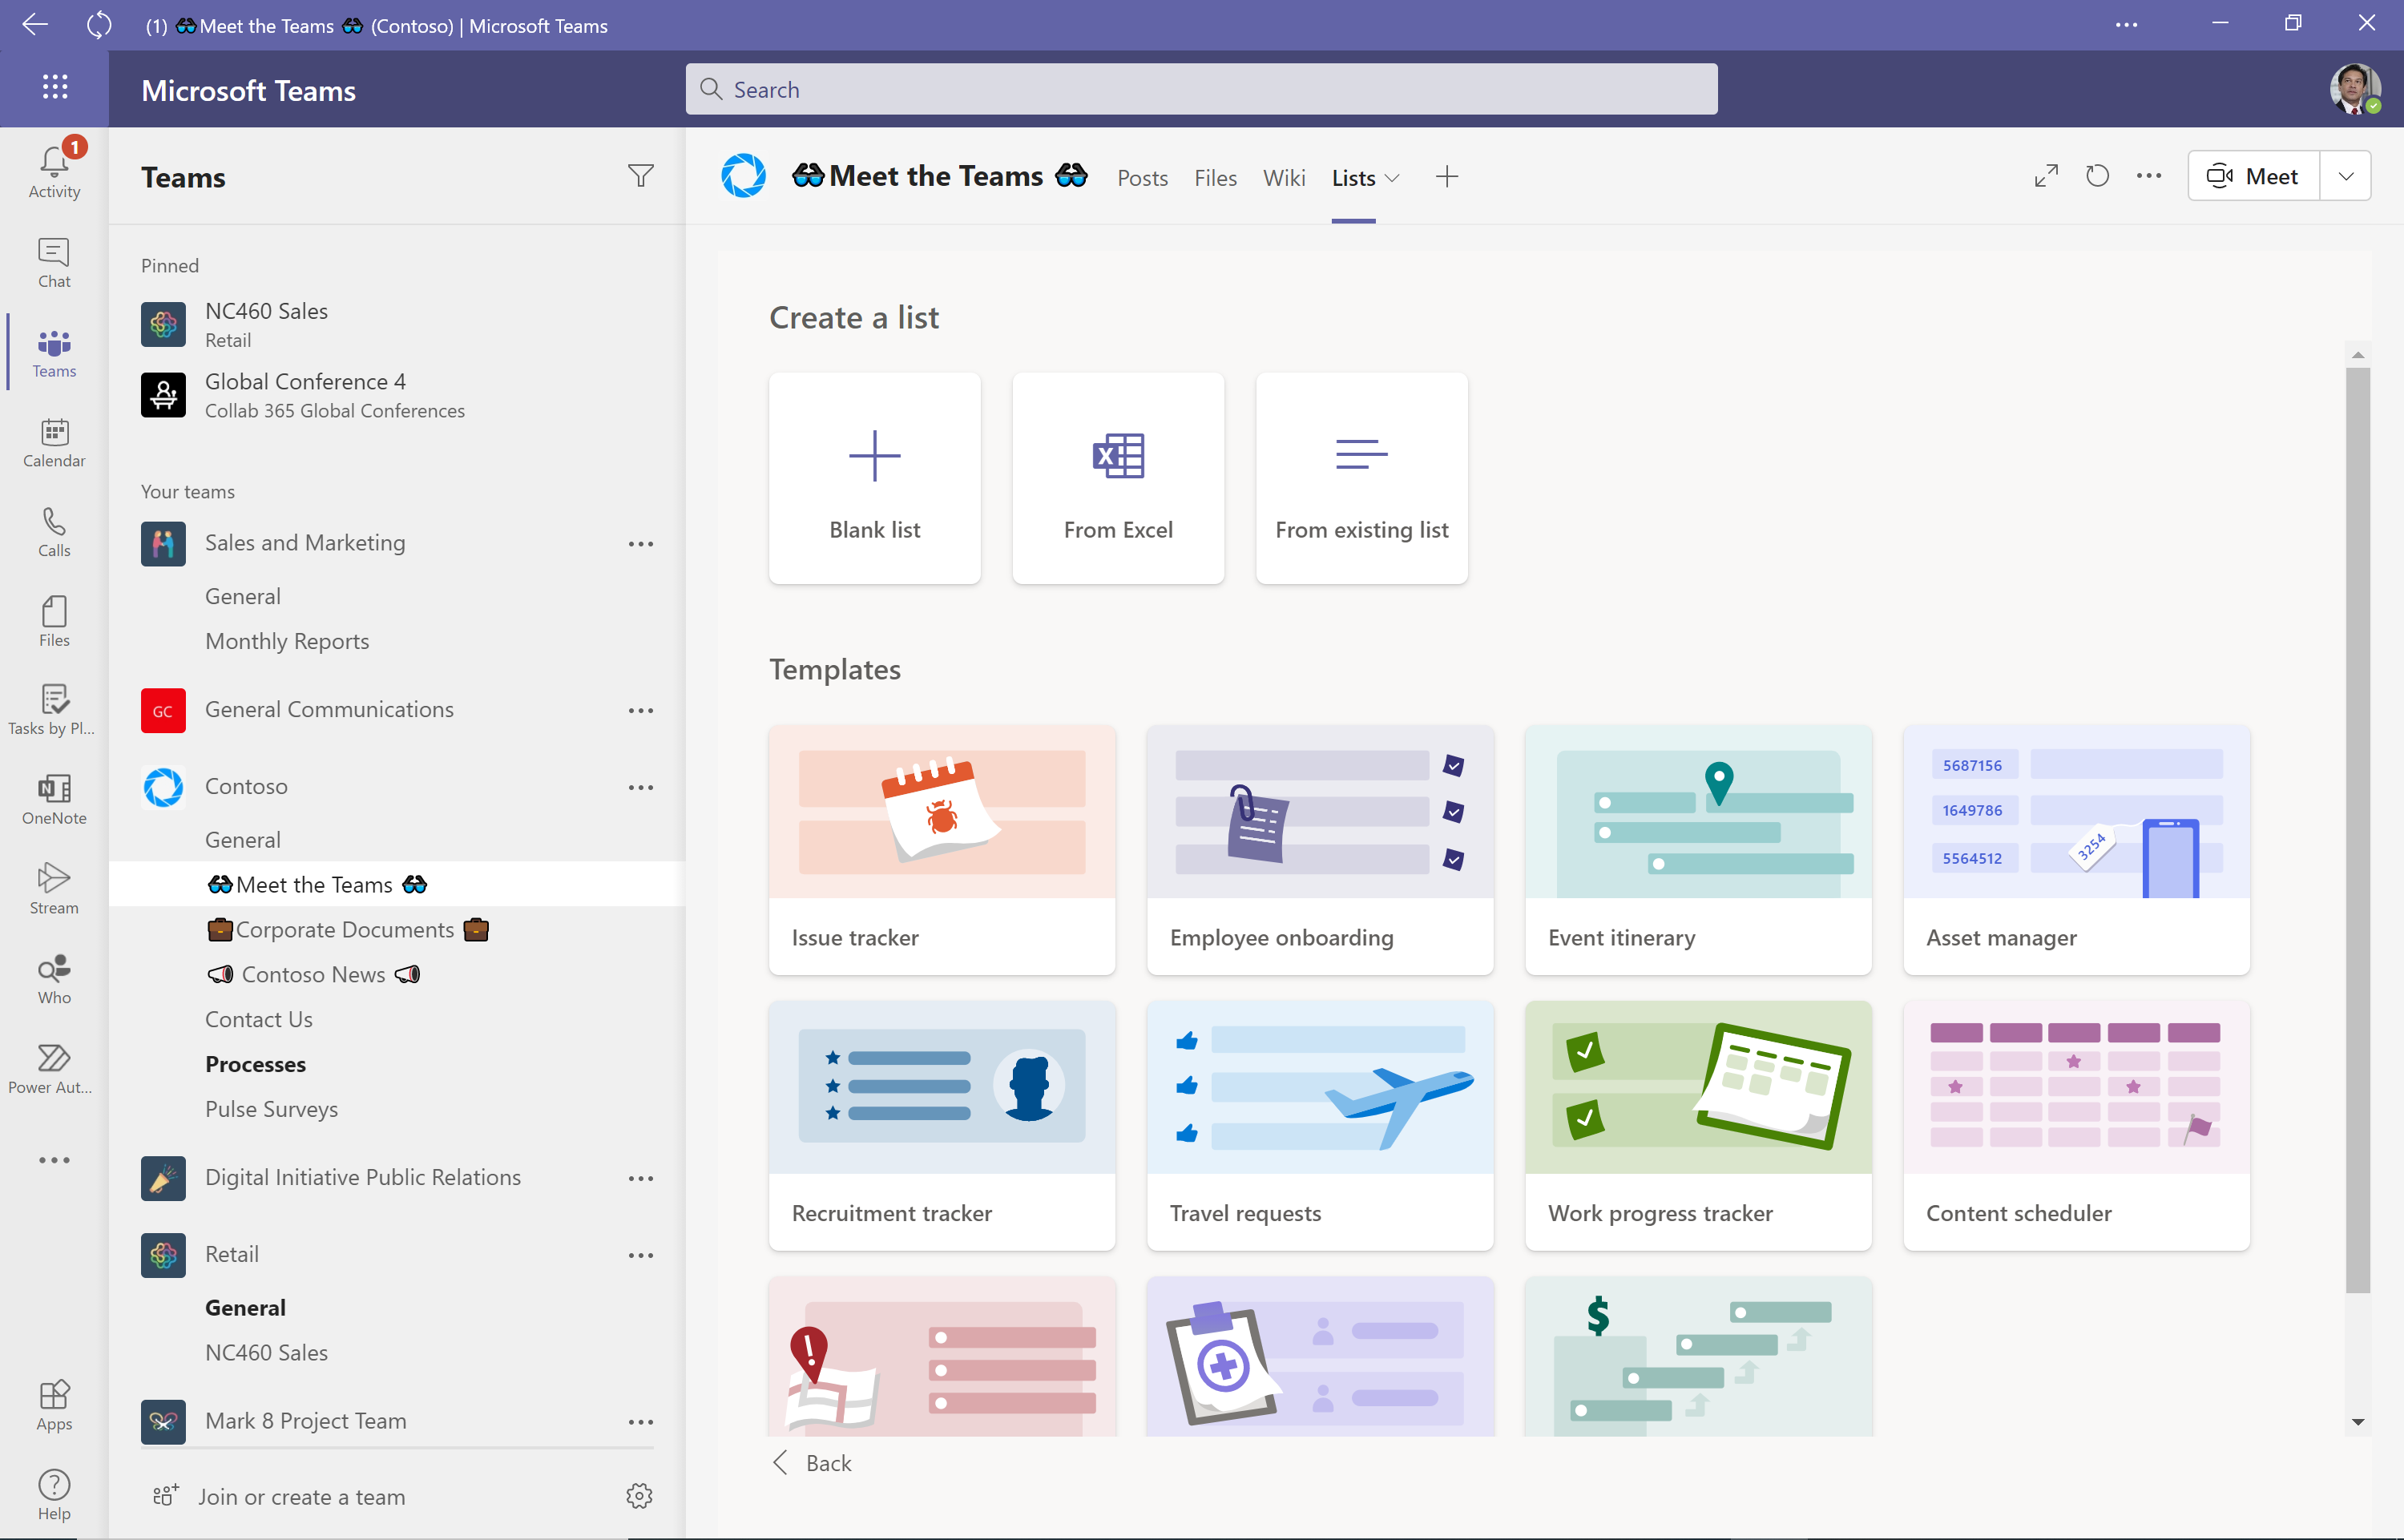 (1) 🕶Meet the Teams 🕶 (Contoso) | Microsoft Teams
Microsoft Teams
Search
1
Activity
Chat
Teams
Calendar
Calls
Files
Tasks by Pl...
OneNote
Stream
Who
Power Aut...
Apps
Help
Teams
Pinned
NC460 Sales
Retail
Global Conference 4
Collab 365 Global Conferences
Your teams
Sales and Marketing
General
Monthly Reports
GC
General Communications
Contoso
General
🕶Meet the Teams 🕶
💼Corporate Documents 💼
📢 Contoso News 📢
Contact Us
Processes
Pulse Surveys
Digital Initiative Public Relations
Retail
General
NC460 Sales
Mark 8 Project Team
Join or create a team
🕶Meet the Teams 🕶 Posts Files Wiki Lists
Meet
Create a list
Blank list
From Excel
From existing list
Templates
5687156
1649786
5564512
3254
Issue tracker
Employee onboarding
Event itinerary
Asset manager
Recruitment tracker
Travel requests
Work progress tracker
Content scheduler
Back